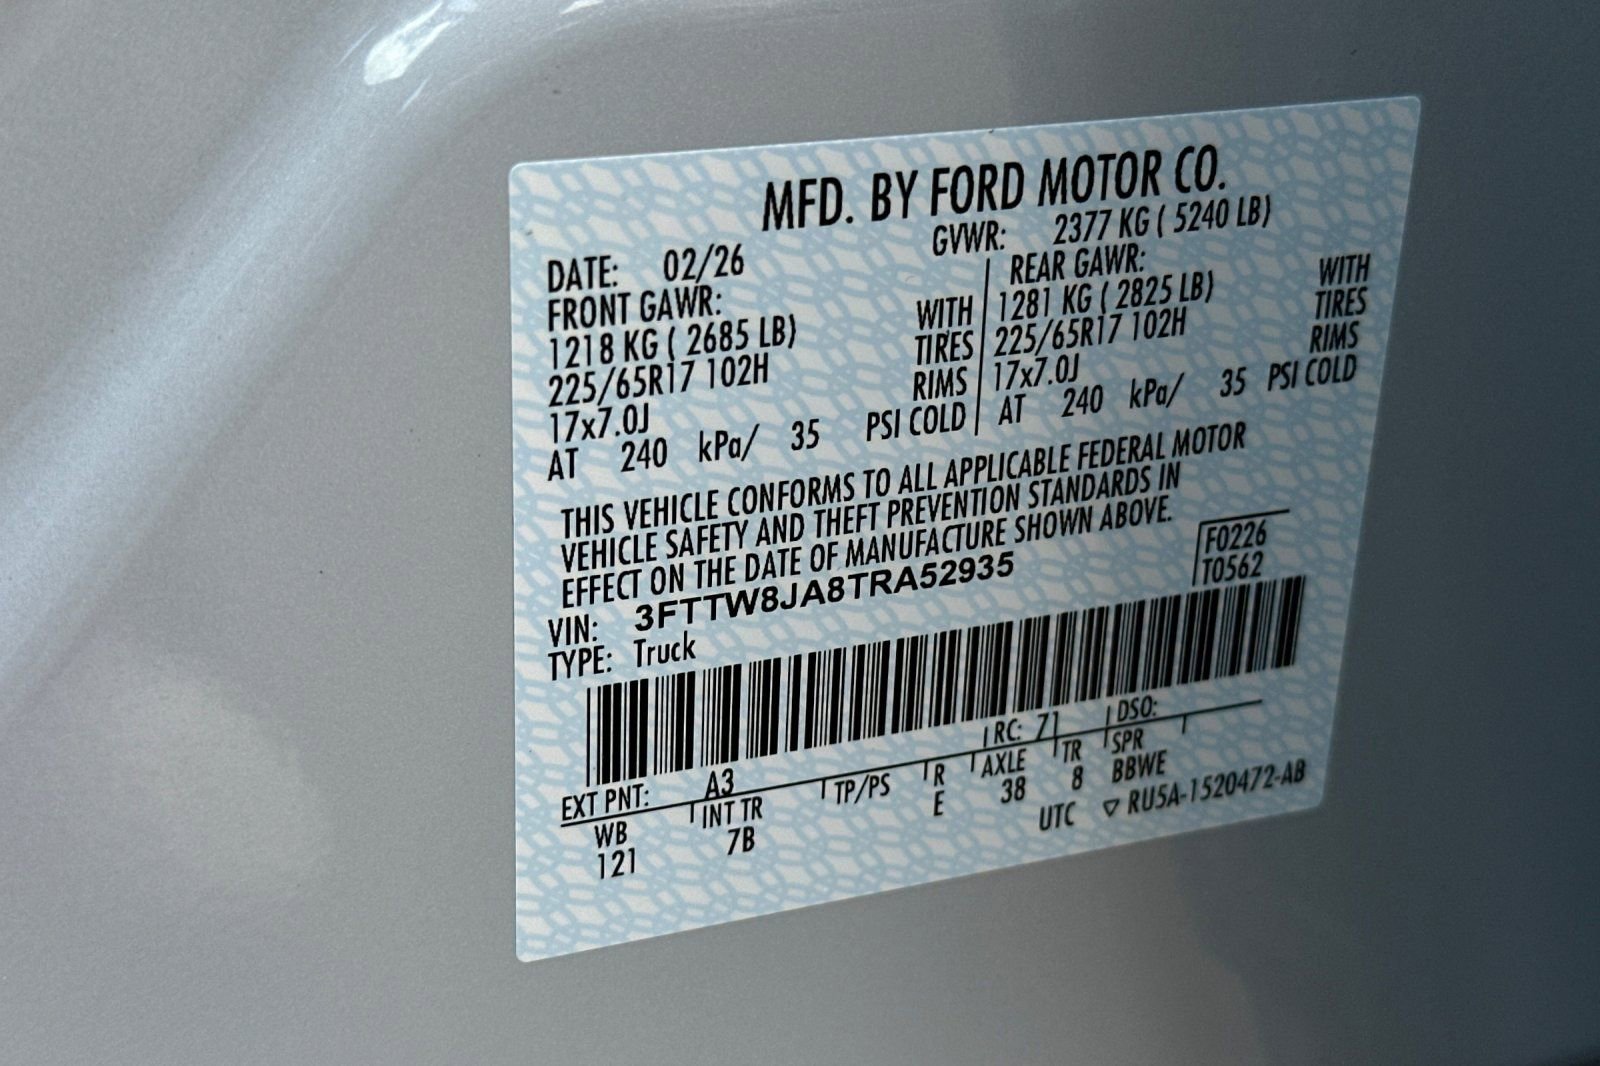 MFD. BY FORD MOTOR CO.
DATE: 02/26 GVWR: 2377 KG ( 5240 LB)
FRONT GAWR: REAR GAWR:
1218 KG ( 2685 LB) WITH 1281 KG ( 2825 LB) WITH
225/65R17 102H TIRES 225/65R17 102H TIRES
17x7.0J RIMS 17x7.0J RIMS
AT 240 kPa/ 35 PSI COLD AT 240 kPa/ 35 PSI COLD
THIS VEHICLE CONFORMS TO ALL APPLICABLE FEDERAL MOTOR
VEHICLE SAFETY AND THEFT PREVENTION STANDARDS IN
EFFECT ON THE DATE OF MANUFACTURE SHOWN ABOVE.
F0226
T0562
VIN: 3FTTW8JA8TRA52935
TYPE: Truck
EXT PNT: A3 RC: 71 DSO:
WB INT TR TP/PS R AXLE TR SPR
121 7B E 38 8 BBWE
UTC ▽ RU5A-1520472-AB